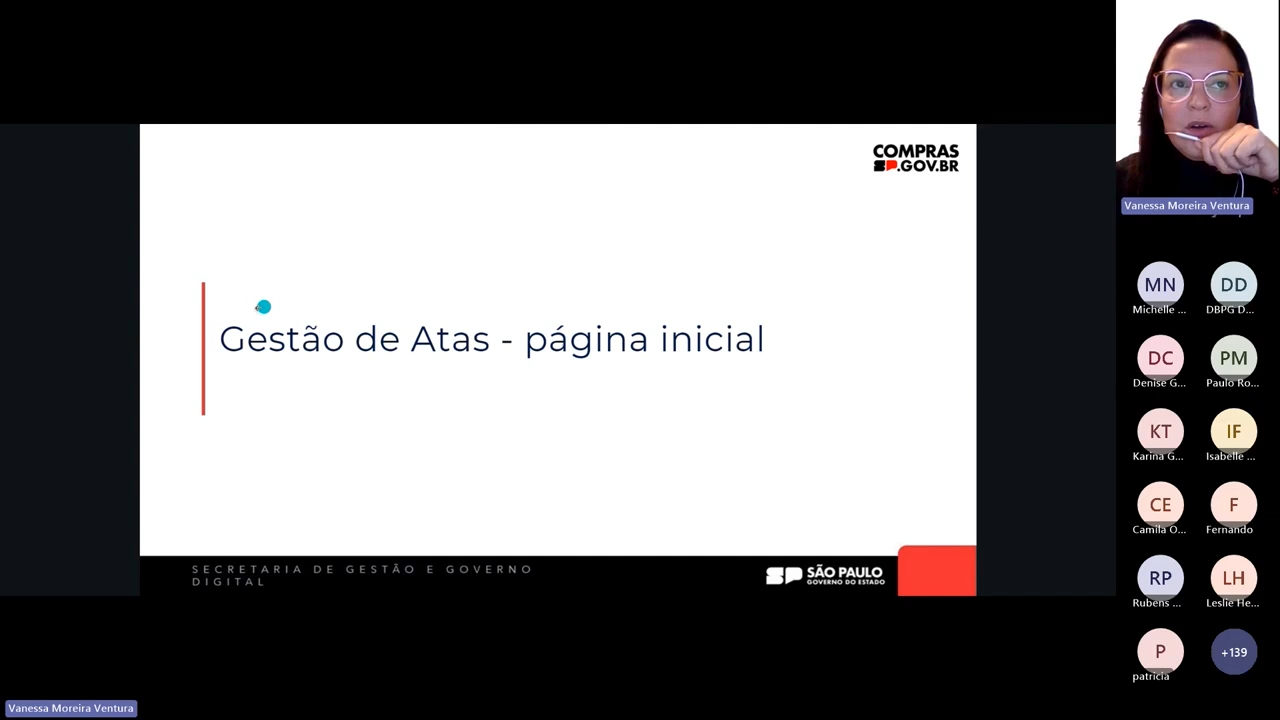 COMPRAS
SP.GOV.BR
Gestão de Atas - página inicial
SECRETARIA DE GESTÃO E GOVERNO
DIGITAL
SP SÃO PAULO
GOVERNO DO ESTADO
Vanessa Moreira Ventura
MN
Michelle ...
DD
DBPG D...
DC
Denise G...
PM
Paulo Ro...
KT
Karina G...
IF
Isabelle ...
CE
Camila O...
F
Fernando
RP
Rubens ...
LH
Leslie He...
P
patricia
+139
Vanessa Moreira Ventura